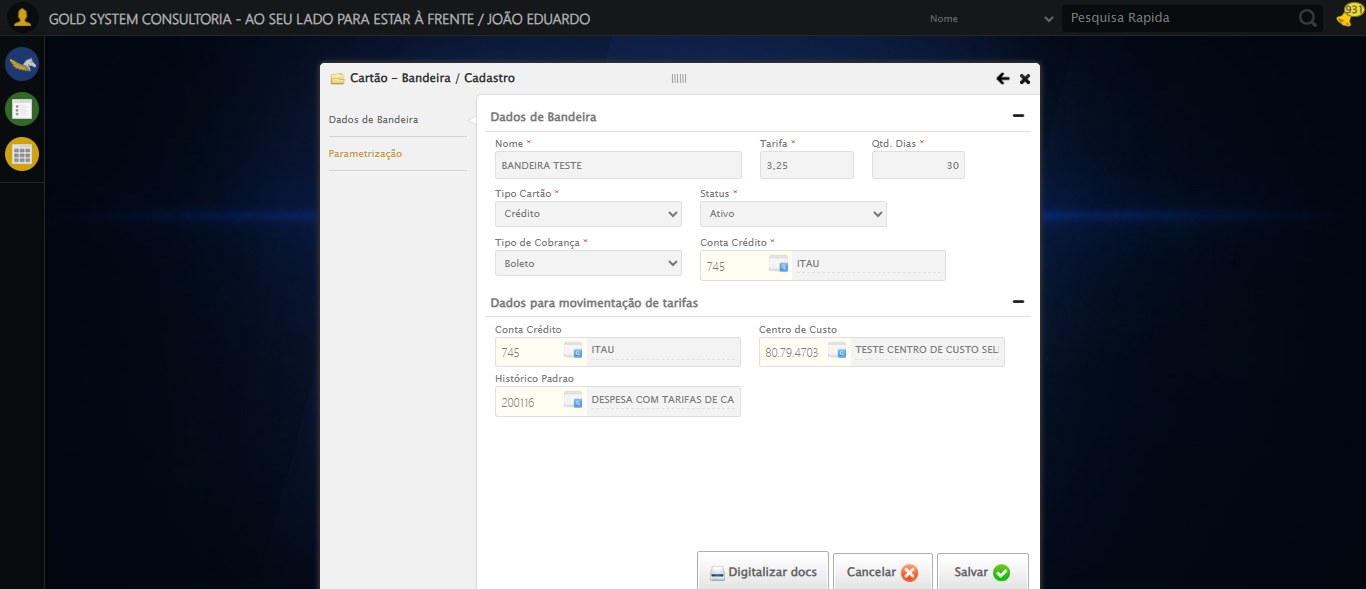 GOLD SYSTEM CONSULTORIA - AO SEU LADO PARA ESTAR À FRENTE / JOÃO EDUARDO
Nome
Pesquisa Rapida
931
Cartão - Bandeira / Cadastro
Dados de Bandeira
Parametrização
Dados de Bandeira
Nome * Tarifa * Qtd. Dias *
BANDEIRA TESTE 3,25 30
Tipo Cartão * Status *
Crédito Ativo
Tipo de Cobrança * Conta Crédito *
Boleto 745 ITAU
Dados para movimentação de tarifas
Conta Crédito Centro de Custo
745 ITAU 80.79.4703 TESTE CENTRO DE CUSTO SEL
Histórico Padrao
200116 DESPESA COM TARIFAS DE CA
Digitalizar docs Cancelar Salvar